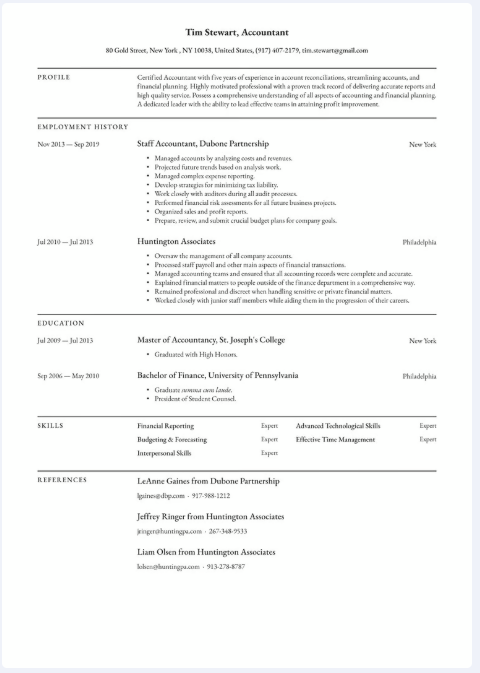 Tim Stewart, Accountant
80 Gold Street, New York , NY 10038, United States, (917) 407-2179, tim.stewart@gmail.com
PROFILE
Certified Accountant with five years of experience in account reconciliations, streamlining accounts, and
financial planning. Highly motivated professional with a proven track record of delivering accurate reports and
high quality service. Possess a comprehensive understanding of all aspects of accounting and financial planning.
A dedicated leader with the ability to lead effective teams in attaining profit improvement.
EMPLOYMENT HISTORY
Nov 2013 — Sep 2019 Staff Accountant, Dubone Partnership New York
• Managed accounts by analyzing costs and revenues.
• Projected future trends based on analysis work.
• Managed complex expense reporting.
• Develop strategies for minimizing tax liability.
• Work closely with auditors during all audit processes.
• Performed financial risk assessments for all future business projects.
• Organized sales and profit reports.
• Prepare, review, and submit crucial budget plans for company goals.
Jul 2010 — Jul 2013 Huntington Associates Philadelphia
• Oversaw the management of all company accounts.
• Processed staff payroll and other main aspects of financial transactions.
• Managed accounting teams and ensured that all accounting records were complete and accurate.
• Explained financial matters to people outside of the finance department in a comprehensive way.
• Remained professional and discreet when handling sensitive or private financial matters.
• Worked closely with junior staff members while aiding them in the progression of their careers.
EDUCATION
Jul 2009 — Jul 2013 Master of Accountancy, St. Joseph's College New York
• Graduated with High Honors.
Sep 2006 — May 2010 Bachelor of Finance, University of Pennsylvania Philadelphia
• Graduate summa cum laude.
• President of Student Counsel.
SKILLS
Financial Reporting Expert Advanced Technological Skills Expert
Budgeting & Forecasting Expert Effective Time Management Expert
Interpersonal Skills Expert
REFERENCES
LeAnne Gaines from Dubone Partnership
lgaines@dbp.com · 917-988-1212
Jeffrey Ringer from Huntington Associates
jringer@huntingpa.com · 267-348-9533
Liam Olsen from Huntington Associates
lolsen@huntingpa.com · 913-278-8787